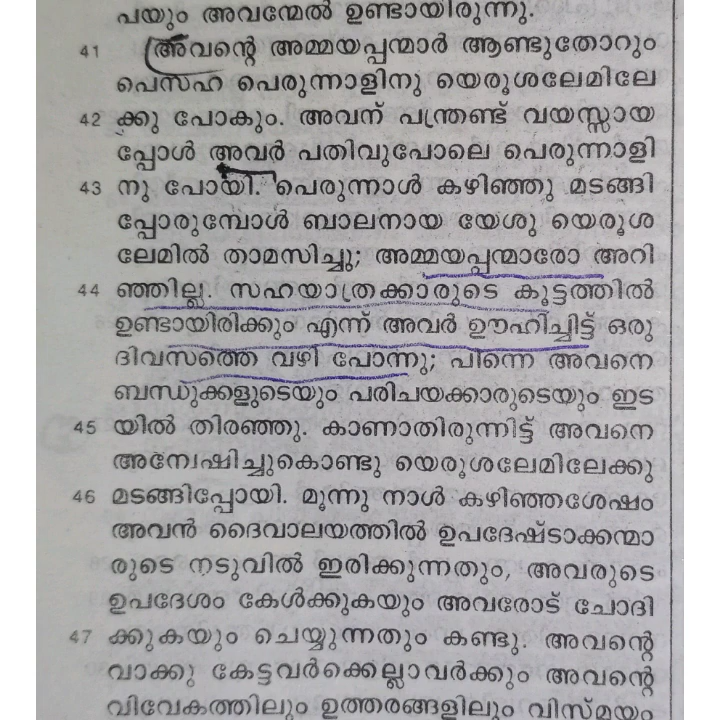 പയും അവന്മേൽ ഉണ്ടായിരുന്നു.
41 അവന്റെ അമ്മയപ്പന്മാർ ആണ്ടുതോറും
പെസഹ പെരുന്നാളിനു യെരൂശലേമിലേ
42 ക്കു പോകും. അവന് പന്ത്രണ്ട് വയസ്സായ
പ്പോൾ അവർ പതിവുപോലെ പെരുന്നാളി
43 നു പോയി. പെരുന്നാൾ കഴിഞ്ഞു മടങ്ങി
പ്പോരുമ്പോൾ ബാലനായ യേശു യെരൂശ
ലേമിൽ താമസിച്ചു; അമ്മയപ്പന്മാരോ അറി
44 ഞ്ഞില്ല. സഹയാത്രക്കാരുടെ കൂട്ടത്തിൽ
ഉണ്ടായിരിക്കും എന്ന് അവർ ഊഹിച്ചിട്ട് ഒരു
ദിവസത്തെ വഴി പോന്നു; പിന്നെ അവനെ
ബന്ധുക്കളുടെയും പരിചയക്കാരുടെയും ഇട
45 യിൽ തിരഞ്ഞു. കാണാതിരുന്നിട്ട് അവനെ
അന്വേഷിച്ചുകൊണ്ടു യെരൂശലേമിലേക്കു
46 മടങ്ങിപ്പോയി. മൂന്നു നാൾ കഴിഞ്ഞശേഷം
അവൻ ദൈവാലയത്തിൽ ഉപദേഷ്ടാക്കന്മാ
രുടെ നടുവിൽ ഇരിക്കുന്നതും, അവരുടെ
ഉപദേശം കേൾക്കുകയും അവരോട് ചോദി
47 ക്കുകയും ചെയ്യുന്നതും കണ്ടു. അവന്റെ
വാക്കു കേട്ടവർക്കെല്ലാവർക്കും അവന്റെ
വിവേകത്തിലും ഉത്തരങ്ങളിലും വിസ്മയം